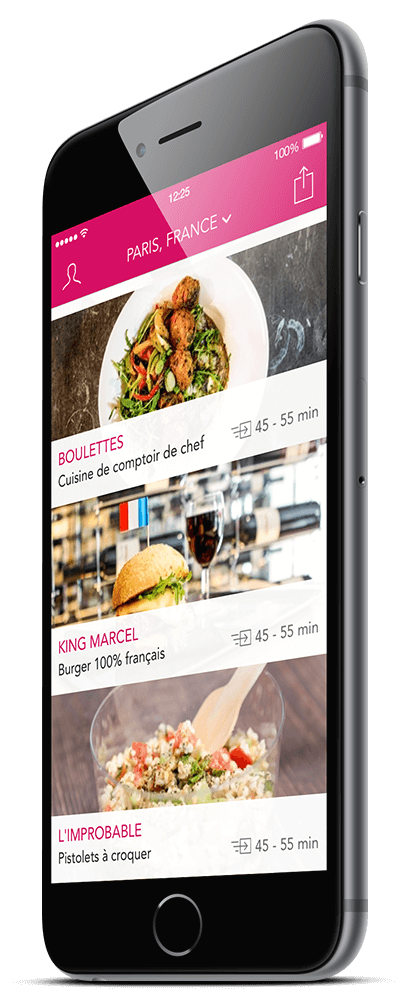 100%
12:25
PARIS, FRANCE
BOULETTES
Cuisine de comptoir de chef
45 - 55 min
KING MARCEL
Burger 100% français
45 - 55 min
L'IMPROBABLE
Pistolets à croquer
45 - 55 min